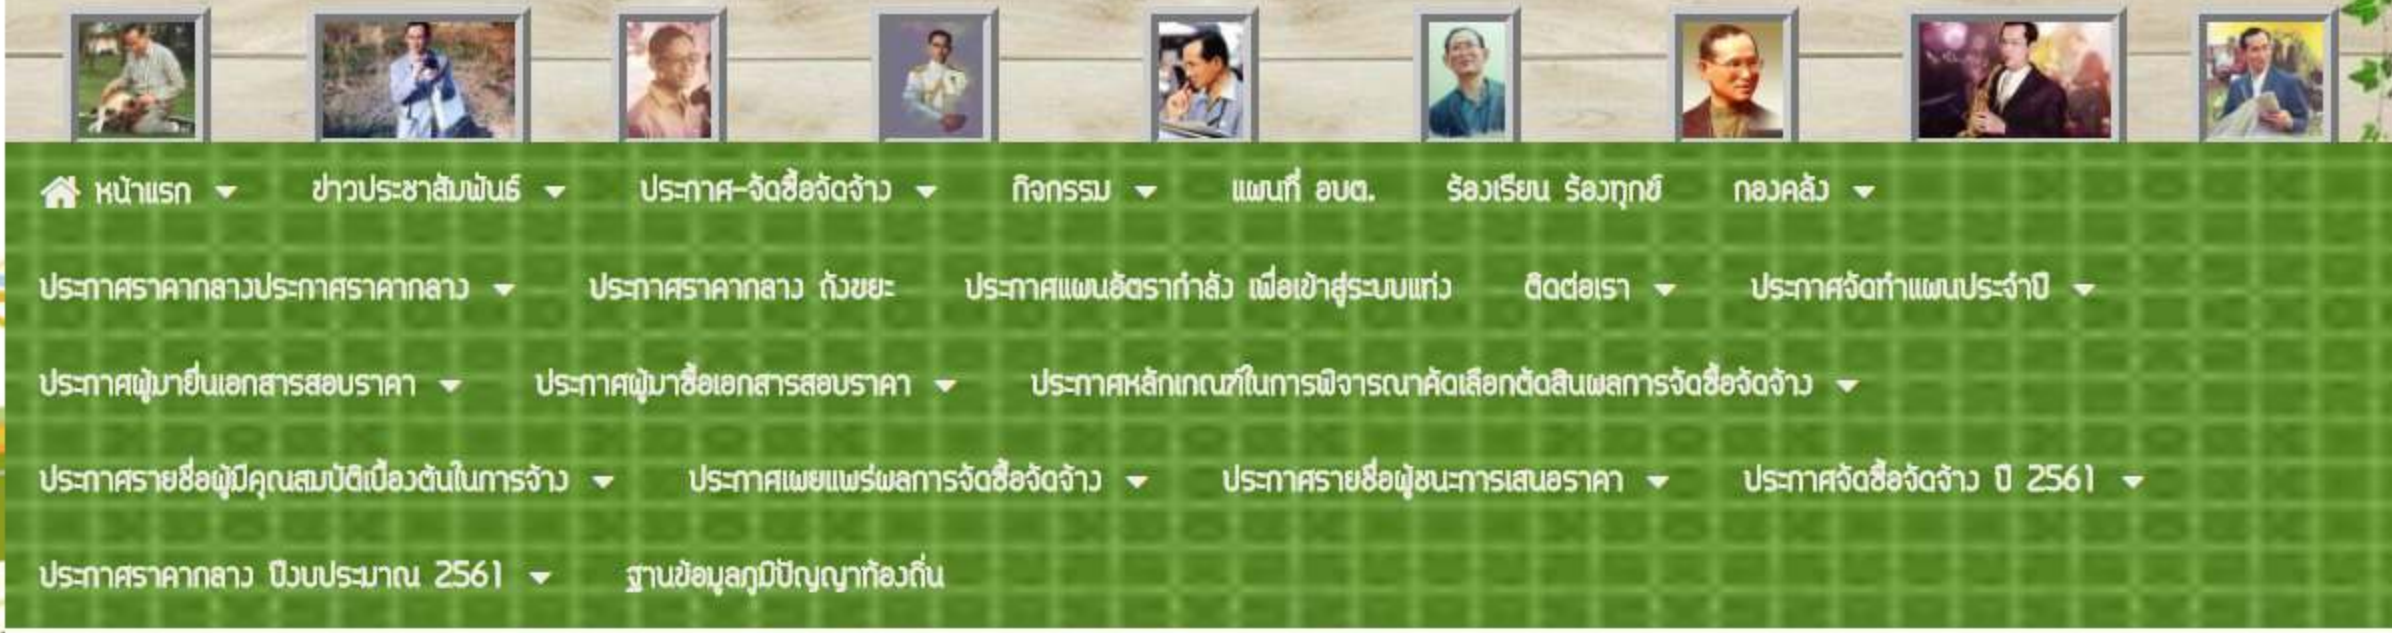 หน้าแรก ข่าวประชาสัมพันธ์ ประกาศ-จัดซื้อจัดจ้าง กิจกรรม แผนที่ อบต. ร้องเรียน ร้องทุกข์ กองคลัง
ประกาศราคากลางประกาศราคากลาง ประกาศราคากลาง ถังขยะ ประกาศแผนอัตรากำลัง เพื่อเข้าสู่ระบบแท่ง ติดต่อเรา ประกาศจัดทำแผนประจำปี
ประกาศผู้มายื่นเอกสารสอบราคา ประกาศผู้มาซื้อเอกสารสอบราคา ประกาศหลักเกณฑ์ในการพิจารณาคัดเลือกตัดสินผลการจัดซื้อจัดจ้าง
ประกาศรายชื่อผู้มีคุณสมบัติเบื้องต้นในการจ้าง ประกาศเผยแพร่ผลการจัดซื้อจัดจ้าง ประกาศรายชื่อผู้ชนะการเสนอราคา ประกาศจัดซื้อจัดจ้าง ปี 2561
ประกาศราคากลาง ปีงบประมาณ 2561 ฐานข้อมูลภูมิปัญญาท้องถิ่น